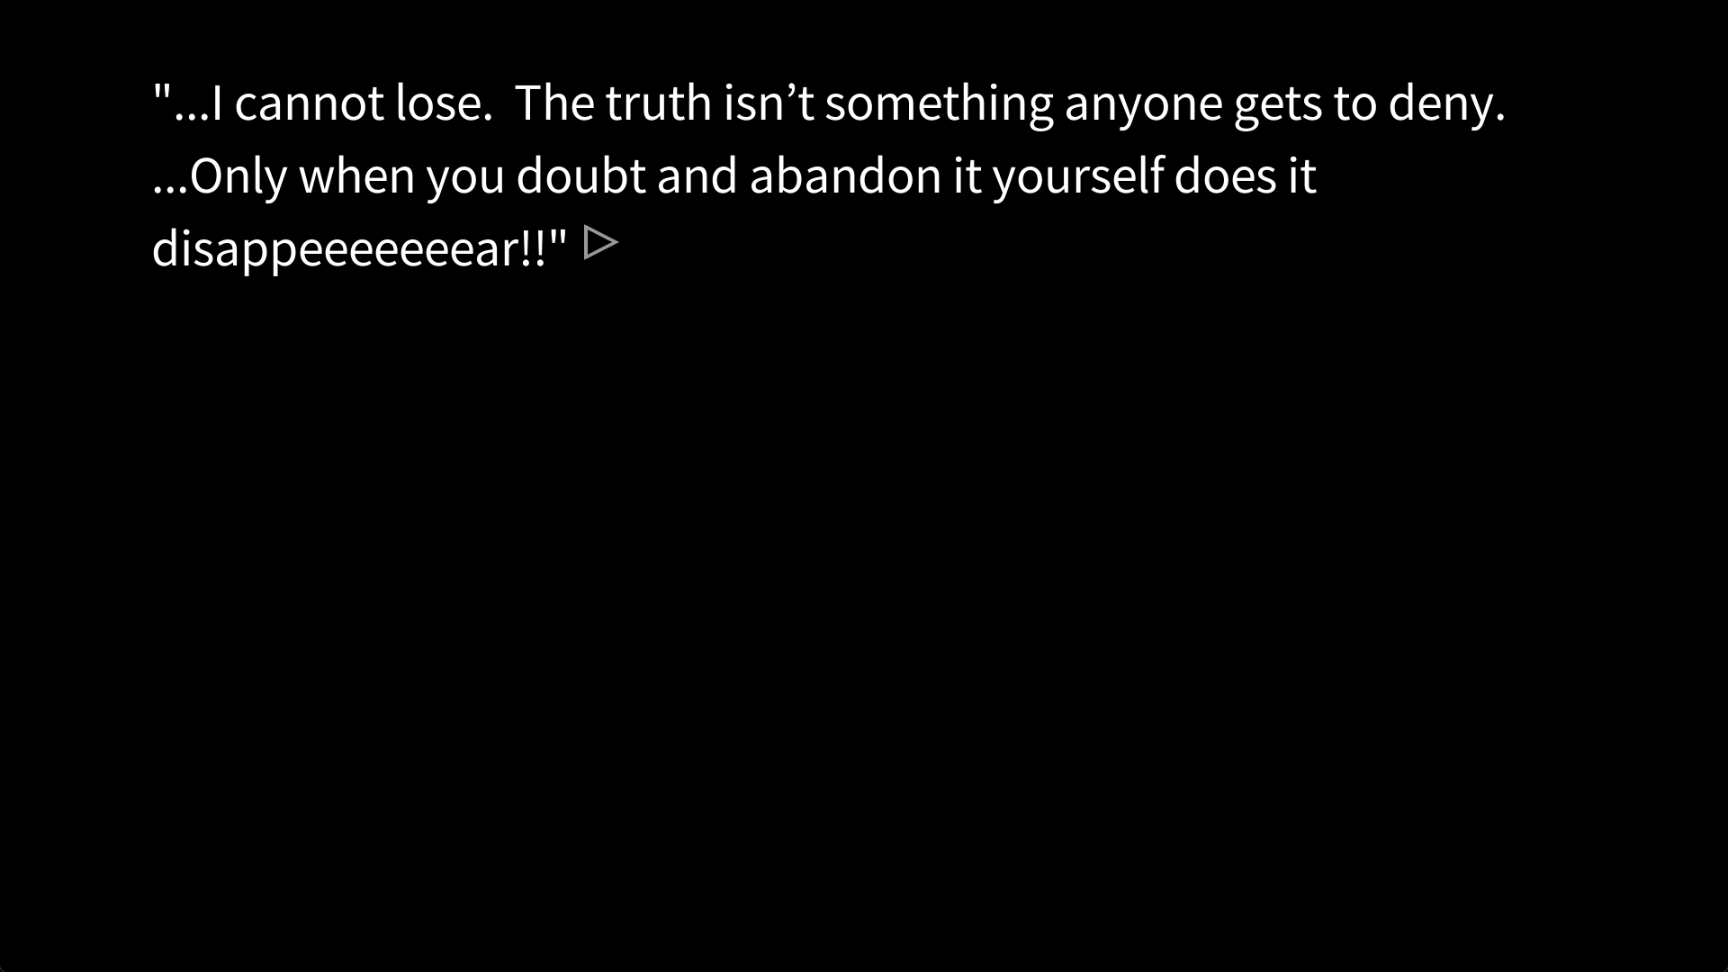 "...I cannot lose.  The truth isn’t something anyone gets to deny.
...Only when you doubt and abandon it yourself does it
disappeeeeeeear!!"